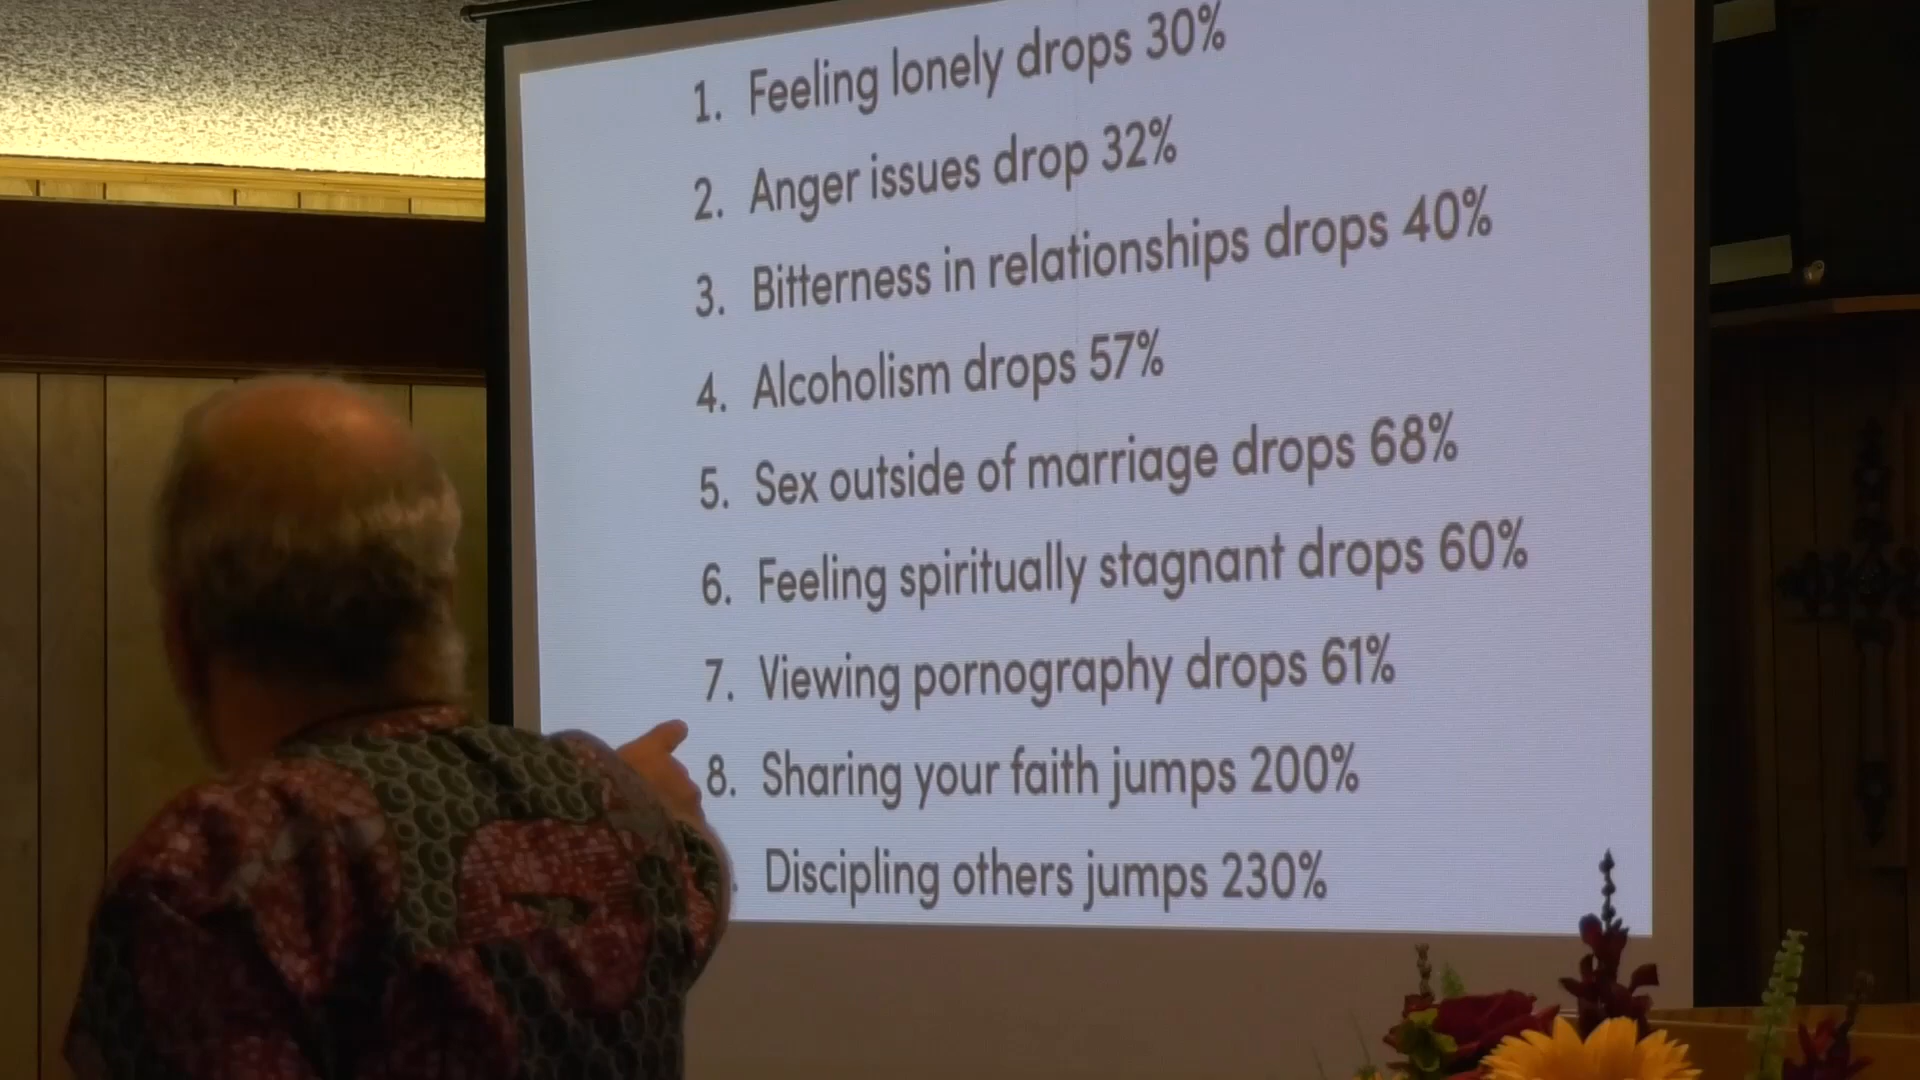 1. Feeling lonely drops 30%
2. Anger issues drop 32%
3. Bitterness in relationships drops 40%
4. Alcoholism drops 57%
5. Sex outside of marriage drops 68%
6. Feeling spiritually stagnant drops 60%
7. Viewing pornography drops 61%
8. Sharing your faith jumps 200%
Discipling others jumps 230%